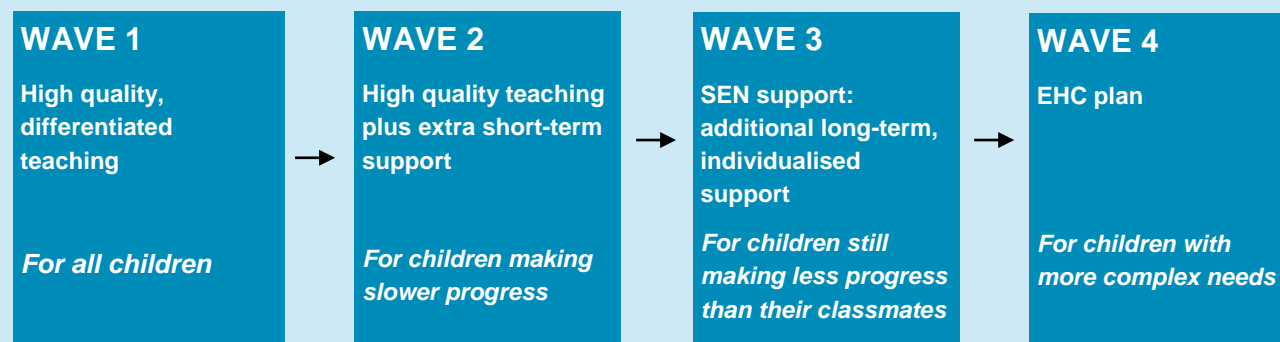 WAVE 1
High quality,
differentiated
teaching
For all children
WAVE 2
High quality teaching
plus extra short-term
support
For children making
slower progress
WAVE 3
SEN support:
additional long-term,
individualised
support
For children still
making less progress
than their classmates
WAVE 4
EHC plan
For children with
more complex needs